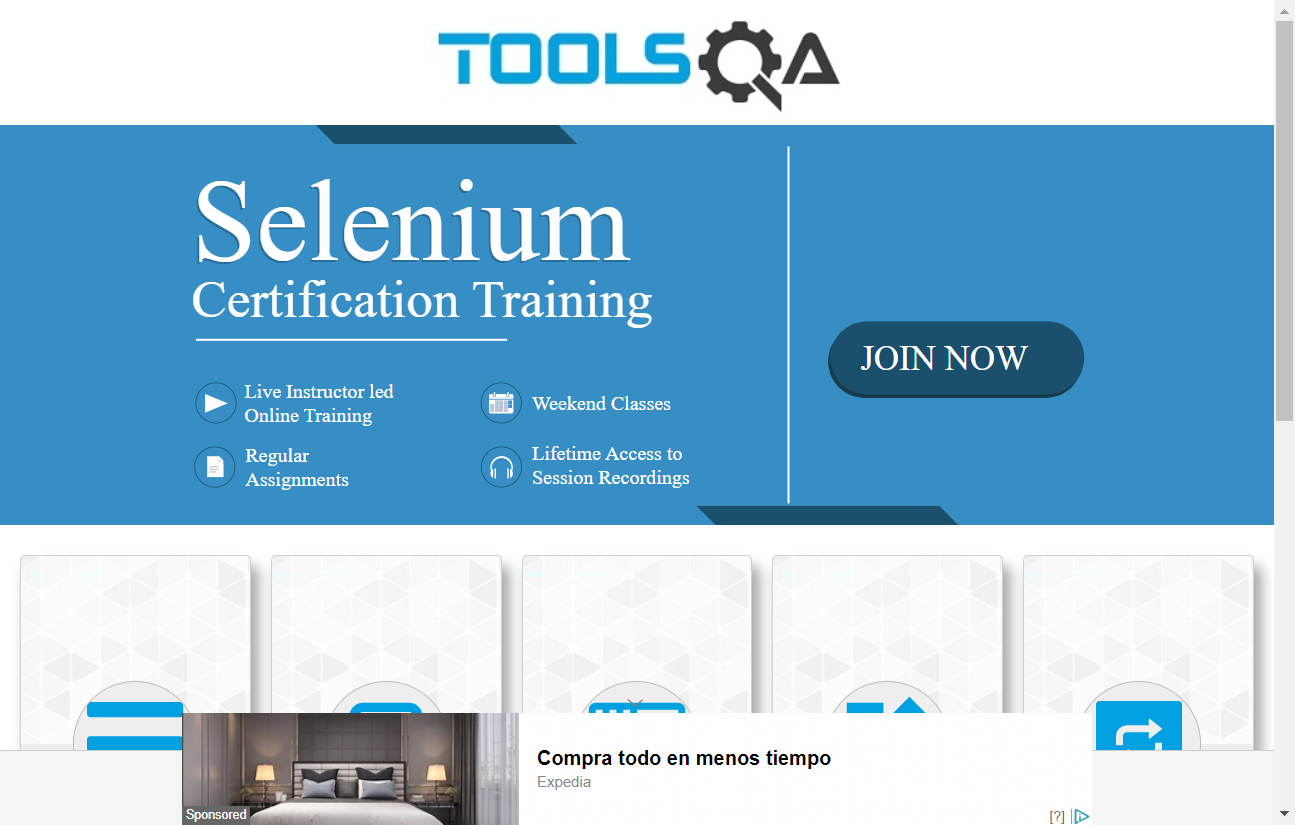 TOOLSQA
Selenium
Certification Training
JOIN NOW
Live Instructor led
Online Training
Weekend Classes
Regular
Assignments
Lifetime Access to
Session Recordings
Compra todo en menos tiempo
Expedia
Sponsored
[?]